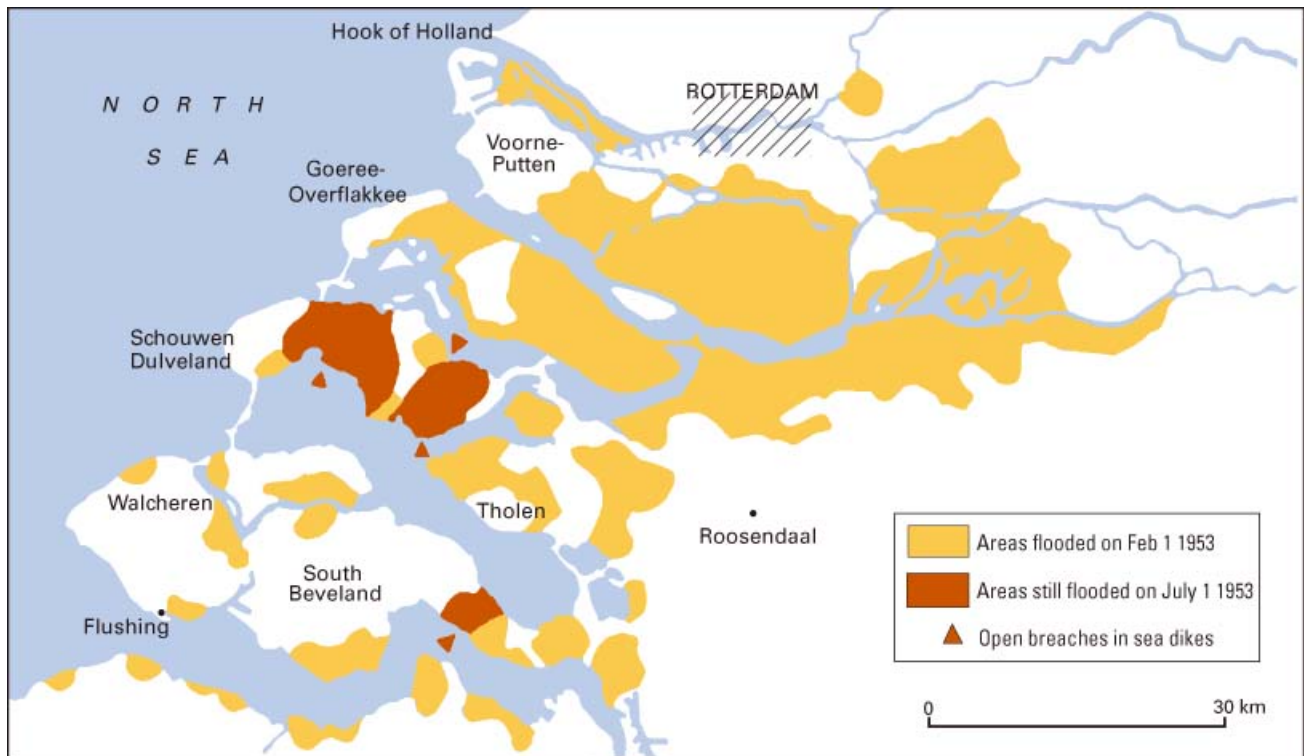 Hook of Holland
N O R T H
S E A
ROTTERDAM
Voorne-
Putten
Goeree-
Overflakkee
Schouwen
Dulveland
Walcheren
Tholen
Roosendaal
South
Beveland
Flushing
Areas flooded on Feb 1 1953
Areas still flooded on July 1 1953
Open breaches in sea dikes
0 30 km